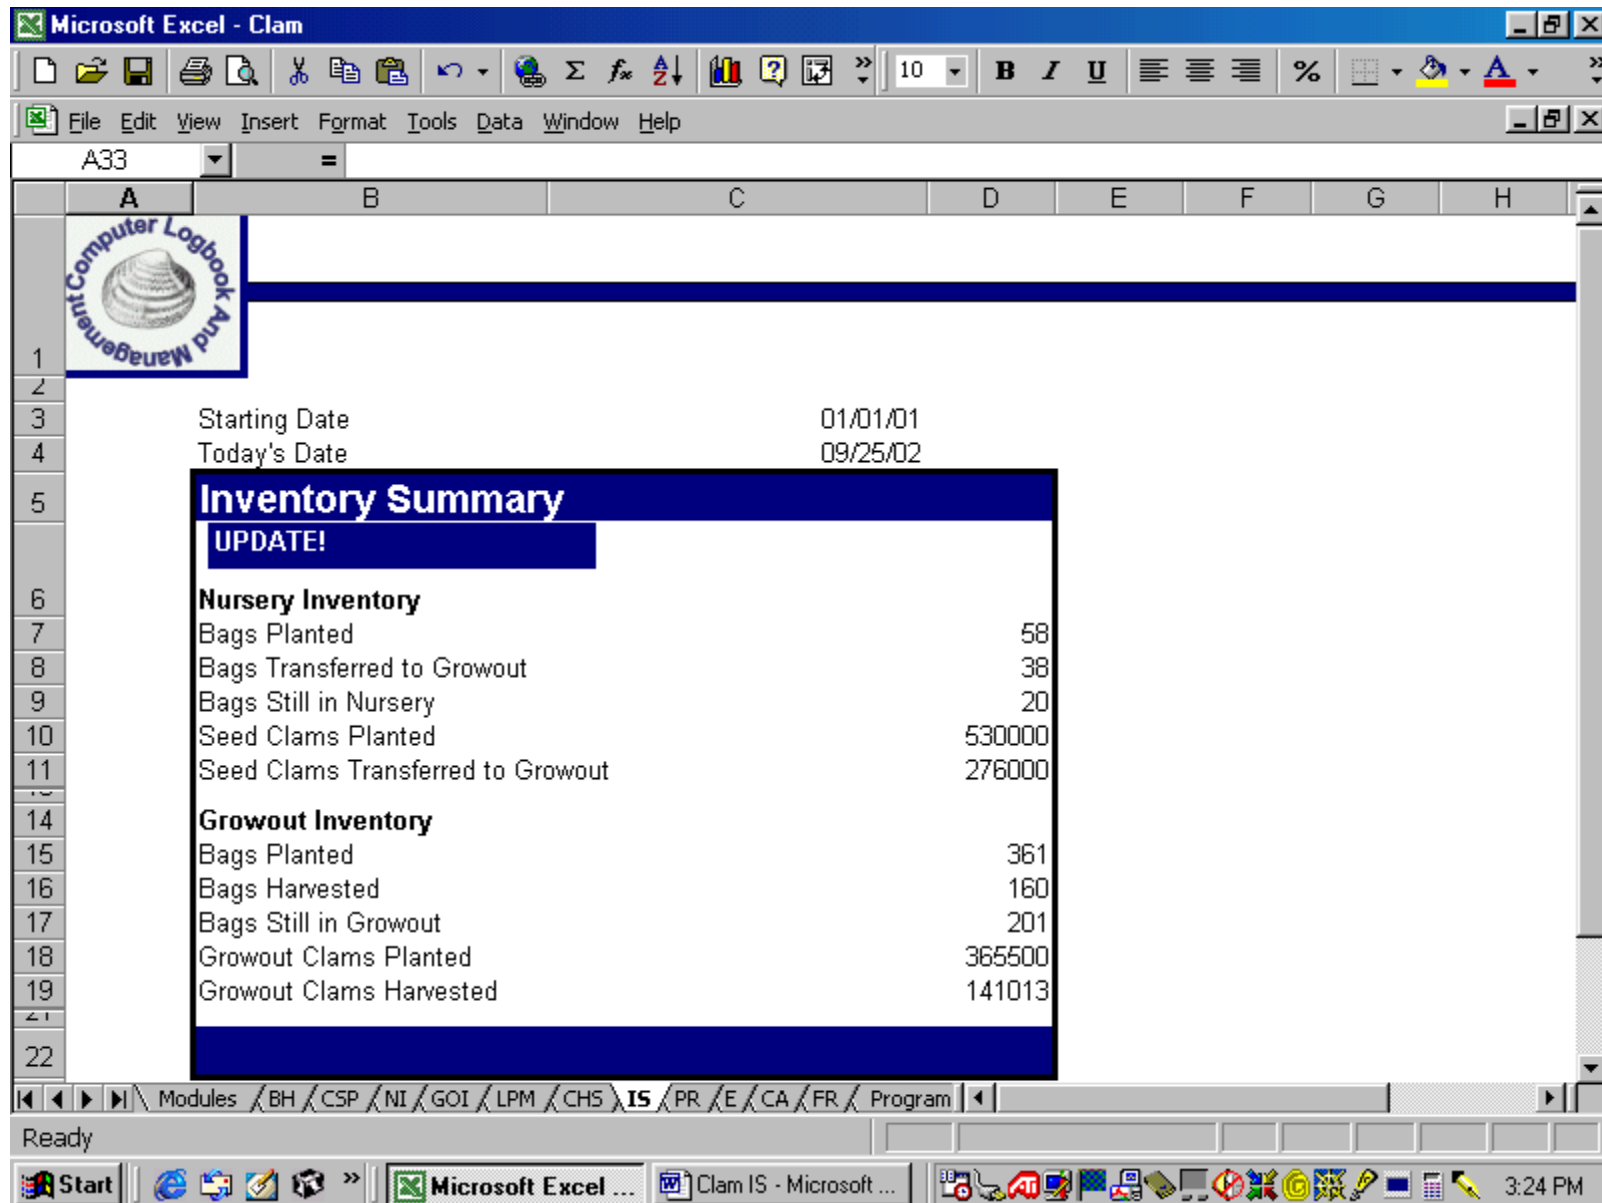 Microsoft Excel - Clam
10 B I U % A
File Edit View Insert Format Tools Data Window Help
A33 =
A B C D E F G H
Computer Logbook And Management
1
2
3 Starting Date 01/01/01
4 Today's Date 09/25/02
5 Inventory Summary
UPDATE!
6 Nursery Inventory
7 Bags Planted 58
8 Bags Transferred to Growout 38
9 Bags Still in Nursery 20
10 Seed Clams Planted 530000
11 Seed Clams Transferred to Growout 276000
14 Growout Inventory
15 Bags Planted 361
16 Bags Harvested 160
17 Bags Still in Growout 201
18 Growout Clams Planted 365500
19 Growout Clams Harvested 141013
21
22
Modules BH CSP NI GOI LPM CHS IS PR E CA FR Program
Ready
Start Microsoft Excel ... Clam IS - Microsoft ... 3:24 PM